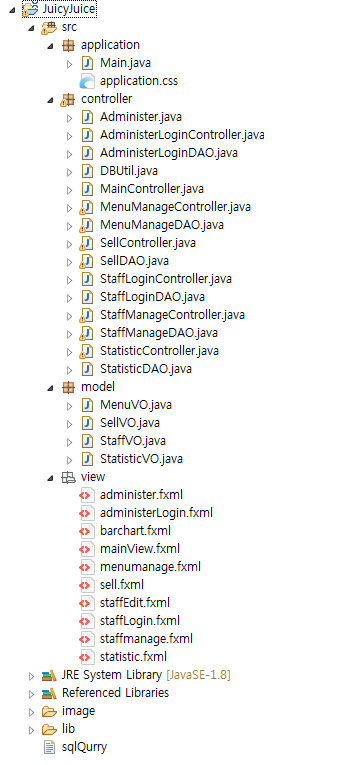 JuicyJuice
src
application
Main.java
application.css
controller
Administer.java
AdministerLoginController.java
AdministerLoginDAO.java
DBUtil.java
MainController.java
MenuManageController.java
MenuManageDAO.java
SellController.java
SellDAO.java
StaffLoginController.java
StaffLoginDAO.java
StaffManageController.java
StaffManageDAO.java
StatisticController.java
StatisticDAO.java
model
MenuVO.java
SellVO.java
StaffVO.java
StatisticVO.java
view
administer.fxml
administerLogin.fxml
barchart.fxml
mainView.fxml
menumanage.fxml
sell.fxml
staffEdit.fxml
staffLogin.fxml
staffmanage.fxml
statistic.fxml
JRE System Library [JavaSE-1.8]
Referenced Libraries
image
lib
sqlQurry